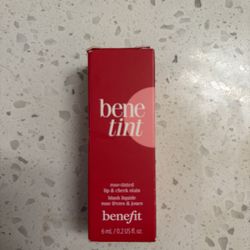 bene
tint
rose-tinted
lip & cheek stain
blush liquide
rose lèvres & joues
benefit
6 mL / 0.2 US fl. oz.